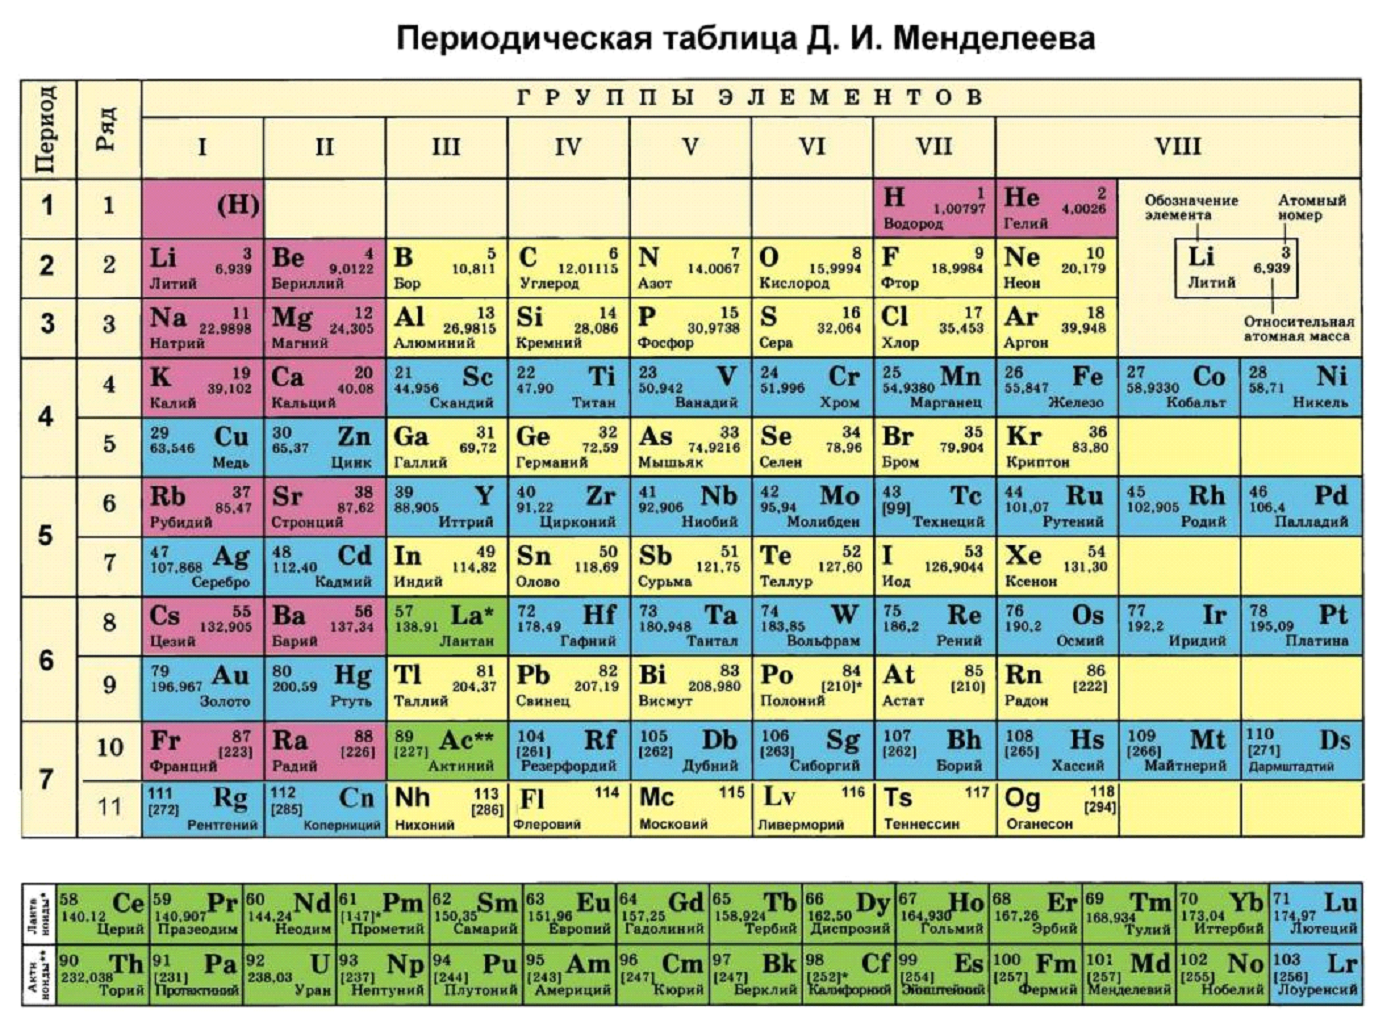 Периодическая таблица Д. И. Менделеева
Период Ряд ГРУППЫ ЭЛЕМЕНТОВ
I II III IV V VI VII VIII
1 1 (H) H 1 1,00797 Водород He 2 4,0026 Гелий
Обозначение элемента Атомный номер
Li 3 6,939 Литий
Относительная атомная масса
2 2 Li 3 6,939 Литий Be 4 9,0122 Бериллий B 5 10,811 Бор C 6 12,01115 Углерод N 7 14,0067 Азот O 8 15,9994 Кислород F 9 18,9984 Фтор Ne 10 20,179 Неон
3 3 Na 11 22,9898 Натрий Mg 12 24,305 Магний Al 13 26,9815 Алюминий Si 14 28,086 Кремний P 15 30,9738 Фосфор S 16 32,064 Сера Cl 17 35,453 Хлор Ar 18 39,948 Аргон
4 4 K 19 39,102 Калий Ca 20 40,08 Кальций 21 Sc 44,956 Скандий 22 Ti 47,90 Титан 23 V 50,942 Ванадий 24 Cr 51,996 Хром 25 Mn 54,9380 Марганец 26 Fe 55,847 Железо 27 Co 58,9330 Кобальт 28 Ni 58,71 Никель
5 29 Cu 63,546 Медь 30 Zn 65,37 Цинк Ga 31 69,72 Галлий Ge 32 72,59 Германий As 33 74,9216 Мышьяк Se 34 78,96 Селен Br 35 79,904 Бром Kr 36 83,80 Криптон
5 6 Rb 37 85,47 Рубидий Sr 38 87,62 Стронций 39 Y 88,905 Иттрий 40 Zr 91,22 Цирконий 41 Nb 92,906 Ниобий 42 Mo 95,94 Молибден 43 Tc [99] Технеций 44 Ru 101,07 Рутений 45 Rh 102,905 Родий 46 Pd 106,4 Палладий
7 47 Ag 107,868 Серебро 48 Cd 112,40 Кадмий In 49 114,82 Индий Sn 50 118,69 Олово Sb 51 121,75 Сурьма Te 52 127,60 Теллур I 53 126,9044 Иод Xe 54 131,30 Ксенон
6 8 Cs 55 132,905 Цезий Ba 56 137,34 Барий 57 La* 138,91 Лантан 72 Hf 178,49 Гафний 73 Ta 180,948 Тантал 74 W 183,85 Вольфрам 75 Re 186,2 Рений 76 Os 190,2 Осмий 77 Ir 192,2 Иридий 78 Pt 195,09 Платина
9 79 Au 196,967 Золото 80 Hg 200,59 Ртуть Tl 81 204,37 Таллий Pb 82 207,19 Свинец Bi 83 208,980 Висмут Po 84 [210]* Полоний At 85 [210] Астат Rn 86 [222] Радон
7 10 Fr 87 [223] Франций Ra 88 [226] Радий 89 Ac** [227] Актиний 104 Rf [261] Резерфордий 105 Db [262] Дубний 106 Sg [263] Сиборгий 107 Bh [262] Борий 108 Hs [265] Хассий 109 Mt [266] Майтнерий 110 Ds [271] Дармштадтий
11 111 Rg [272] Рентгений 112 Cn [285] Коперниций Nh 113 [286] Нихоний Fl 114 Флеровий Mc 115 Московий Lv 116 Ливерморий Ts 117 Теннессин Og 118 [294] Оганесон
Лантаноиды* 58 Ce 140,12 Церий 59 Pr 140,907 Празеодим 60 Nd 144,24 Неодим 61 Pm [147]* Прометий 62 Sm 150,35 Самарий 63 Eu 151,96 Европий 64 Gd 157,25 Гадолиний 65 Tb 158,924 Тербий 66 Dy 162,50 Диспрозий 67 Ho 164,930 Гольмий 68 Er 167,26 Эрбий 69 Tm 168,934 Тулий 70 Yb 173,04 Иттербий 71 Lu 174,97 Лютеций
Актиноиды** 90 Th 232,038 Торий 91 Pa [231] Протактиний 92 U 238,03 Уран 93 Np [237] Нептуний 94 Pu [244] Плутоний 95 Am [243] Америций 96 Cm [247] Кюрий 97 Bk [247] Берклий 98 Cf [252]* Калифорний 99 Es [254] Эйнштейний 100 Fm [257] Фермий 101 Md [257] Менделевий 102 No [255] Нобелий 103 Lr [256] Лоуренсий